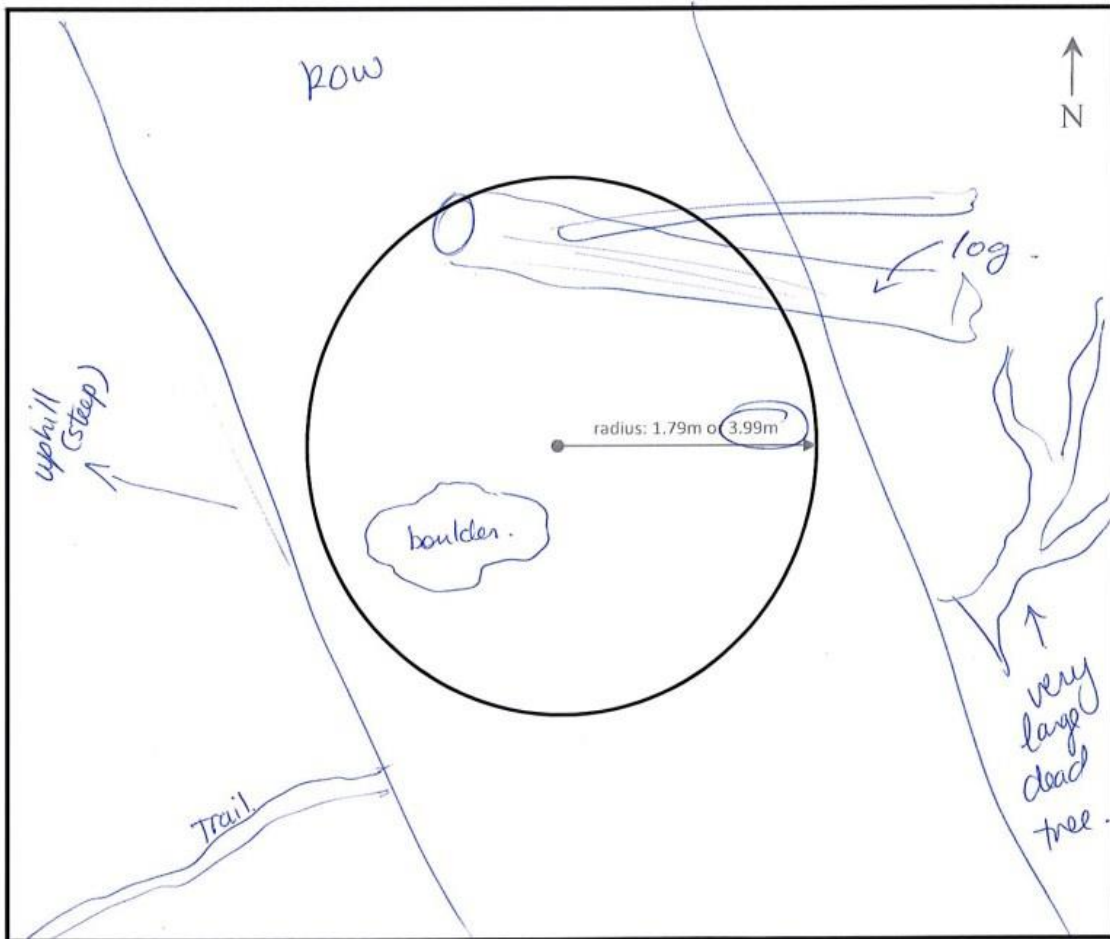 ROW
N
log.
uphill
(steep)
radius: 1.79m or 3.99m
boulder.
very
large
dead
tree.
Trail.